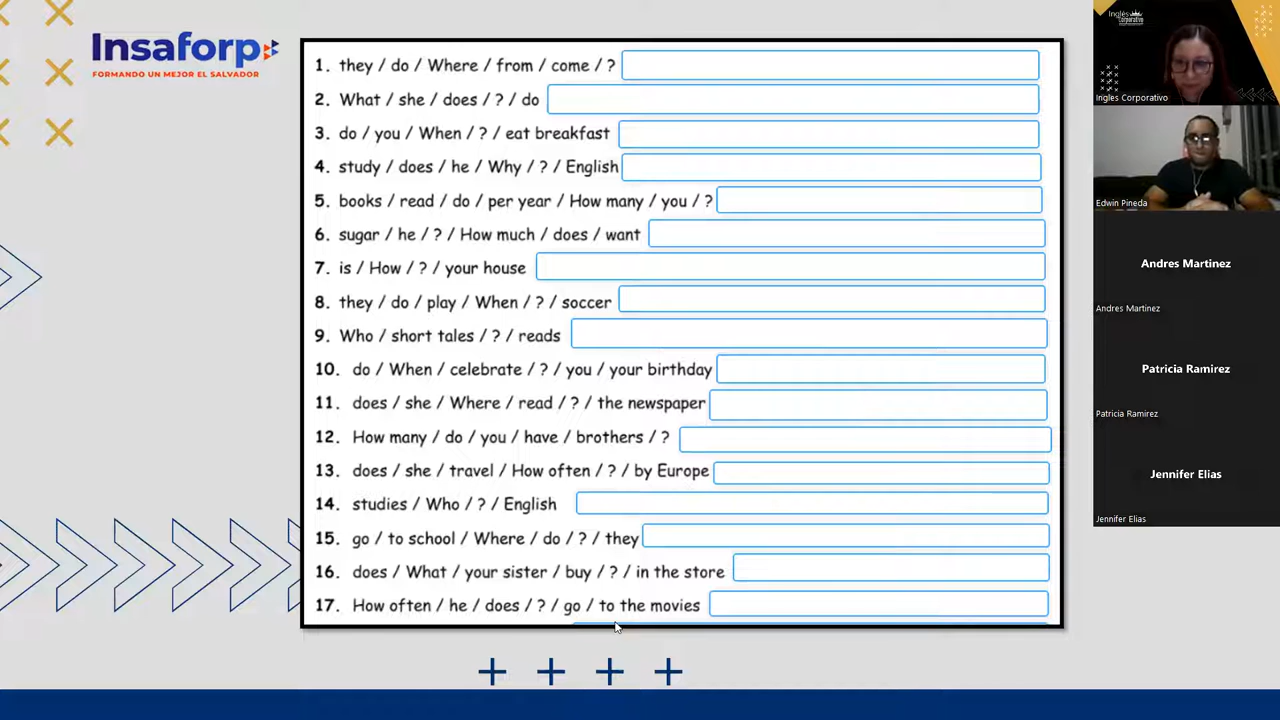 Insaforp
FORMANDO UN MEJOR EL SALVADOR
1. they / do / Where / from / come / ?
2. What / she / does / ? / do
3. do / you / When / ? / eat breakfast
4. study / does / he / Why / ? / English
5. books / read / do / per year / How many / you / ?
6. sugar / he / ? / How much / does / want
7. is / How / ? / your house
8. they / do / play / When / ? / soccer
9. Who / short tales / ? / reads
10. do / When / celebrate / ? / you / your birthday
11. does / she / Where / read / ? / the newspaper
12. How many / do / you / have / brothers / ?
13. does / she / travel / How often / ? / by Europe
14. studies / Who / ? / English
15. go / to school / Where / do / ? / they
16. does / What / your sister / buy / ? / in the store
17. How often / he / does / ? / go / to the movies
Inglés
Corporativo
Ingles Corporativo
Edwin Pineda
Andres Martinez
Andres Martinez
Patricia Ramirez
Patricia Ramirez
Jennifer Elias
Jennifer Elias